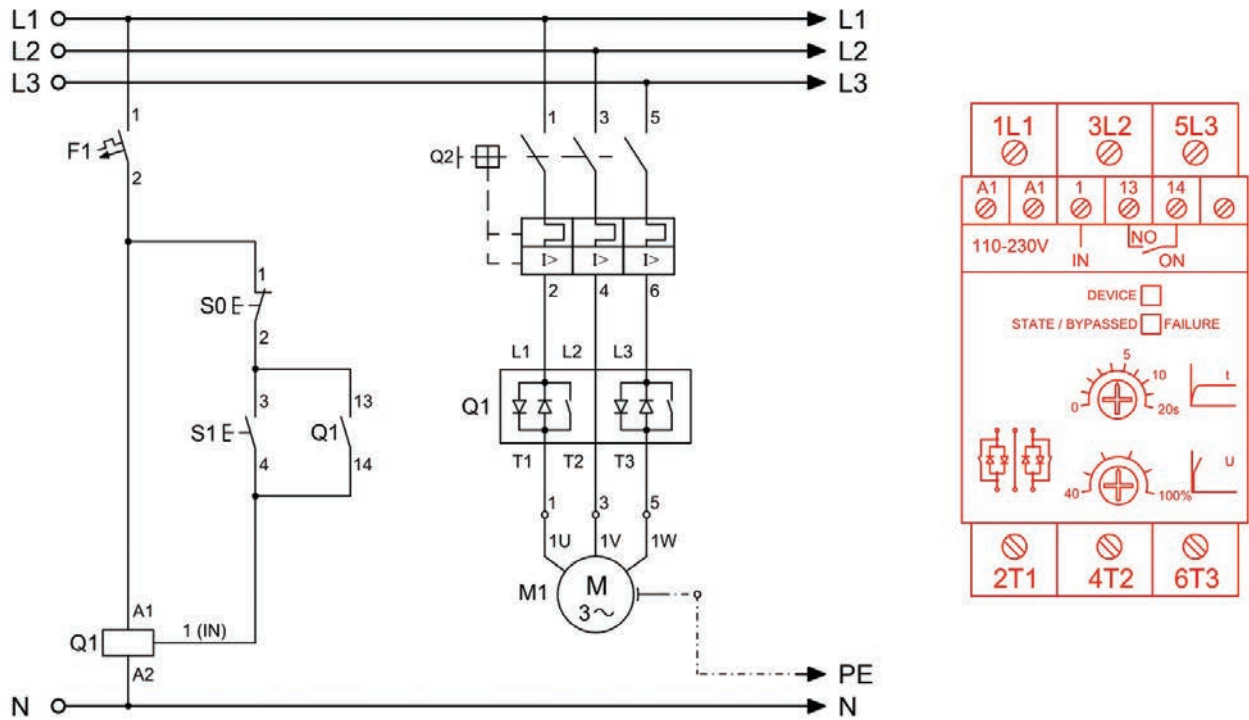 L1
L2
L3
L1
L2
L3
1
F1
2
1
S0 E
2
3
S1 E
4
13
Q1
14
A1
Q1
A2
1 (IN)
N
1
3
5
Q2
I>
I>
I>
2
4
6
L1
L2
L3
Q1
T1
T2
T3
1
3
5
1U
1V
1W
M1
M
3~
PE
N
1L1
3L2
5L3
A1
A1
1
13
14
110-230V
IN
NO
ON
DEVICE
STATE / BYPASSED
FAILURE
0
5
10
20s
t
40
100%
U
2T1
4T2
6T3